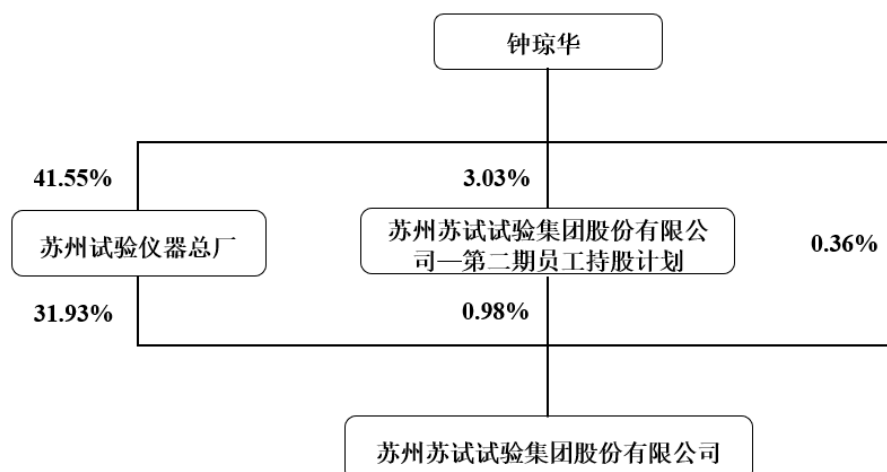 钟琼华
41.55%
3.03%
苏州试验仪器总厂
苏州苏试试验集团股份有限公
司—第二期员工持股计划
0.36%
31.93%
0.98%
苏州苏试试验集团股份有限公司